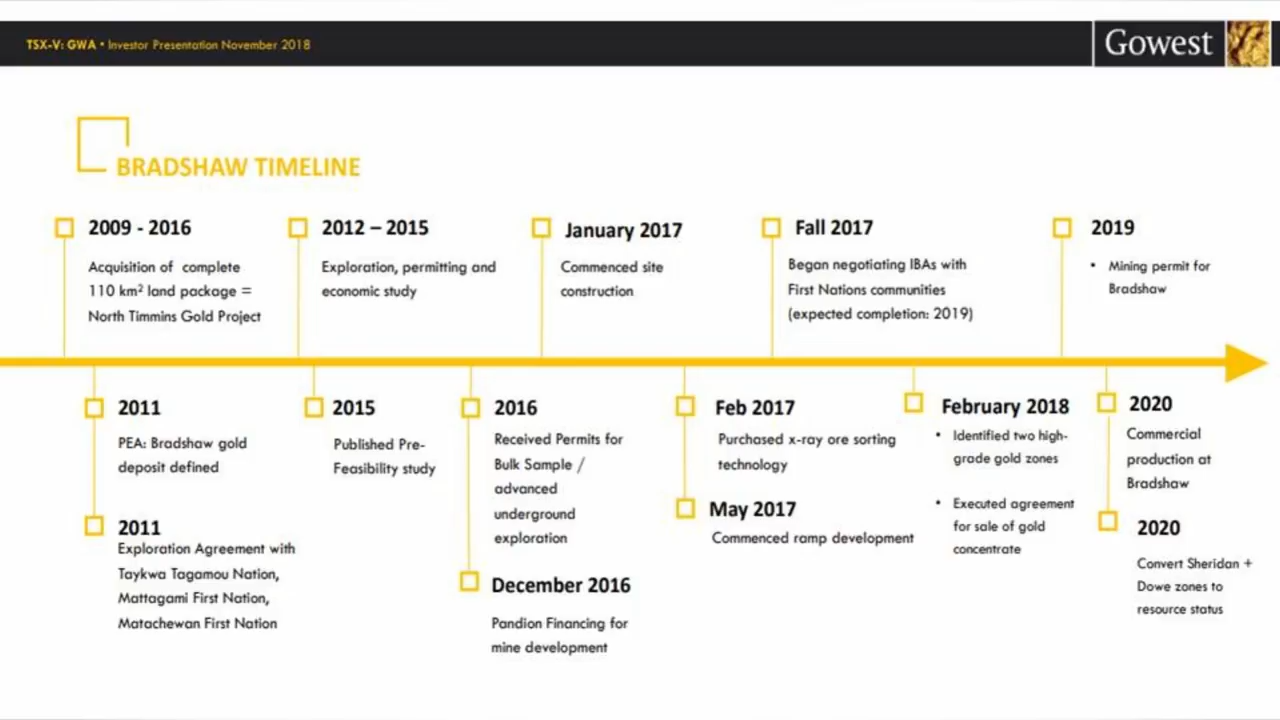 TSX-V: GWA • Investor Presentation November 2018
Gowest
BRADSHAW TIMELINE
2009 - 2016
Acquisition of complete
110 km² land package =
North Timmins Gold Project
2012 – 2015
Exploration, permitting and
economic study
January 2017
Commenced site
construction
Fall 2017
Began negotiating IBAs with
First Nations communities
(expected completion: 2019)
2019
• Mining permit for
Bradshaw
2011
PEA: Bradshaw gold
deposit defined
2011
Exploration Agreement with
Taykwa Tagamou Nation,
Mattagami First Nation,
Matachewan First Nation
2015
Published Pre-
Feasibility study
2016
Received Permits for
Bulk Sample /
advanced
underground
exploration
December 2016
Pandion Financing for
mine development
Feb 2017
Purchased x-ray ore sorting
technology
May 2017
Commenced ramp development
February 2018
• Identified two high-
grade gold zones
• Executed agreement
for sale of gold
concentrate
2020
Commercial
production at
Bradshaw
2020
Convert Sheridan +
Dowe zones to
resource status